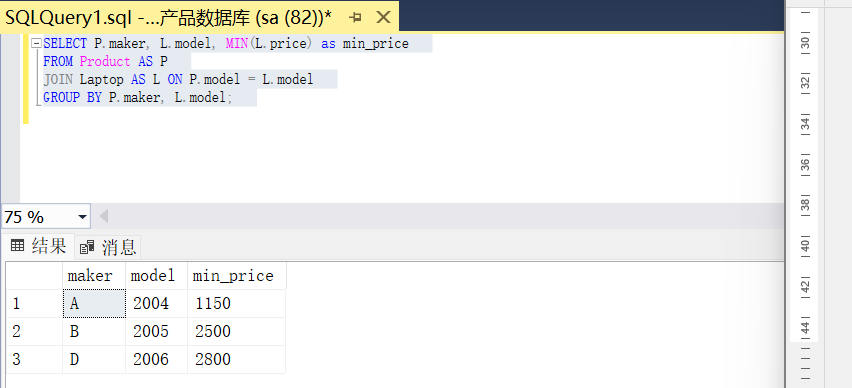 SQLQuery1.sql -...产品数据库 (sa (82))*
SELECT P.maker, L.model, MIN(L.price) as min_price
FROM Product AS P
JOIN Laptop AS L ON P.model = L.model
GROUP BY P.maker, L.model;
75 %
结果 消息
maker model min_price
1 A 2004 1150
2 B 2005 2500
3 D 2006 2800
30
32
34
36
38
40
42
44